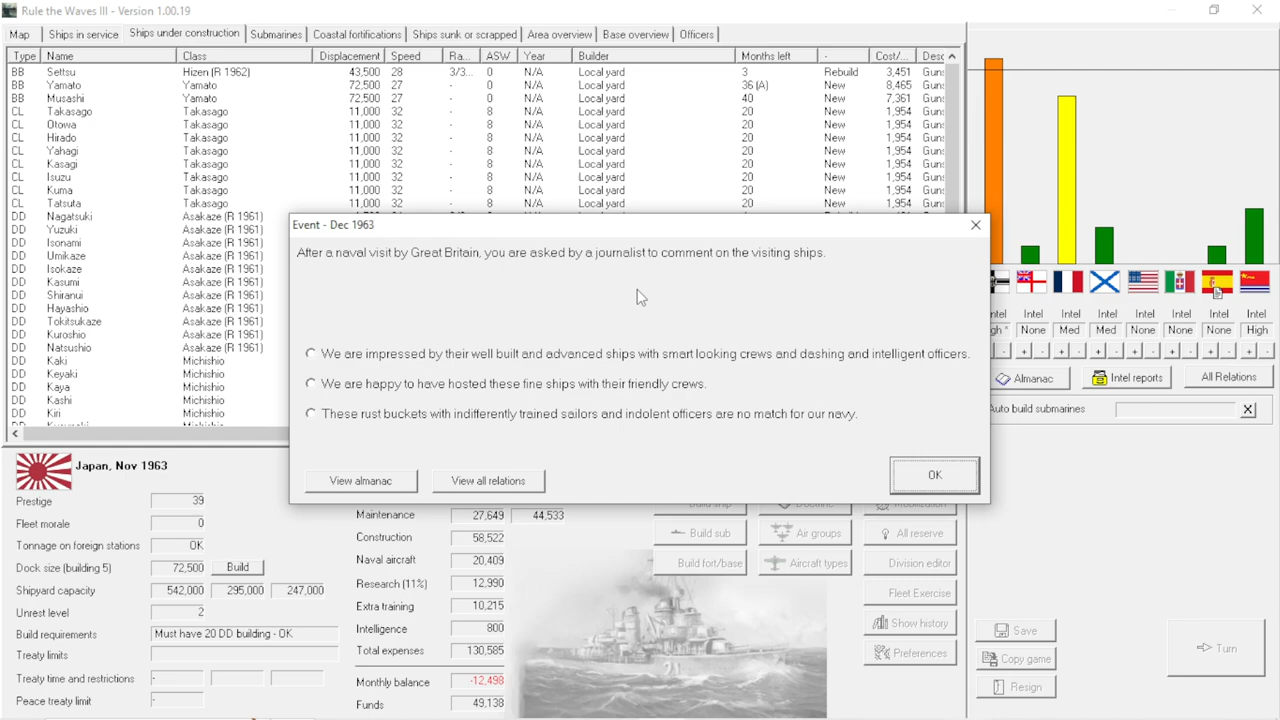 Rule the Waves III - Version 1.00.19
Map Ships in service Ships under construction Submarines Coastal fortifications Ships sunk or scrapped Area overview Base overview Officers
Type Name Class Displacement Speed Ra... ASW Year Builder Months left - Cost/... Desc
BB Settsu Hizen (R 1962) 43,500 28 3/3... 0 N/A Local yard 3 Rebuild 3,451 Guns
BB Yamato Yamato 72,500 27 - 0 N/A Local yard 36 (A) New 8,465 Guns
BB Musashi Yamato 72,500 27 - 0 N/A Local yard 40 New 7,361 Guns
CL Takasago Takasago 11,000 32 - 8 N/A Local yard 20 New 1,954 Guns
CL Otowa Takasago 11,000 32 - 8 N/A Local yard 20 New 1,954 Guns
CL Hirado Takasago 11,000 32 - 8 N/A Local yard 20 New 1,954 Guns
CL Yahagi Takasago 11,000 32 - 8 N/A Local yard 20 New 1,954 Guns
CL Kasagi Takasago 11,000 32 - 8 N/A Local yard 20 New 1,954 Guns
CL Isuzu Takasago 11,000 32 - 8 N/A Local yard 20 New 1,954 Guns
CL Kuma Takasago 11,000 32 - 8 N/A Local yard 20 New 1,954 Guns
CL Tatsuta Takasago 11,000 32 - 8 N/A Local yard 20 New 1,954 Guns
DD Nagatsuki Asakaze (R 1961)
DD Yuzuki Asakaze (R 1961)
DD Isonami Asakaze (R 1961)
DD Umikaze Asakaze (R 1961)
DD Isokaze Asakaze (R 1961)
DD Kasumi Asakaze (R 1961)
DD Shiranui Asakaze (R 1961)
DD Hayashio Asakaze (R 1961)
DD Tokitsukaze Asakaze (R 1961)
DD Kuroshio Asakaze (R 1961)
DD Natsushio Asakaze (R 1961)
DD Kaki Michishio
DD Keyaki Michishio
DD Kaya Michishio
DD Kashi Michishio
DD Kiri Michishio
Event - Dec 1963
After a naval visit by Great Britain, you are asked by a journalist to comment on the visiting ships.
We are impressed by their well built and advanced ships with smart looking crews and dashing and intelligent officers.
We are happy to have hosted these fine ships with their friendly crews.
These rust buckets with indifferently trained sailors and indolent officers are no match for our navy.
View almanac View all relations OK
Intel Intel Intel Intel Intel Intel Intel
None Med Med None None None High
+ - + - + - + - + - + - + -
Almanac Intel reports All Relations
Auto build submarines X
Japan, Nov 1963
Prestige 39
Fleet morale 0
Tonnage on foreign stations OK
Dock size (building 5) 72,500 Build
Shipyard capacity 542,000 295,000 247,000
Unrest level 2
Build requirements Must have 20 DD building - OK
Treaty limits
Treaty time and restrictions -
Peace treaty limit -
Maintenance 27,649 44,533
Construction 58,522
Naval aircraft 20,409
Research (11%) 12,990
Extra training 10,215
Intelligence 800
Total expenses 130,585
Monthly balance -12,498
Funds 49,138
Build ship Doctrine Mobilization
Build sub Air groups All reserve
Build fort/base Aircraft types Division editor
Fleet Exercise
Show history
Preferences
21
Save
Copy game
Resign
Turn